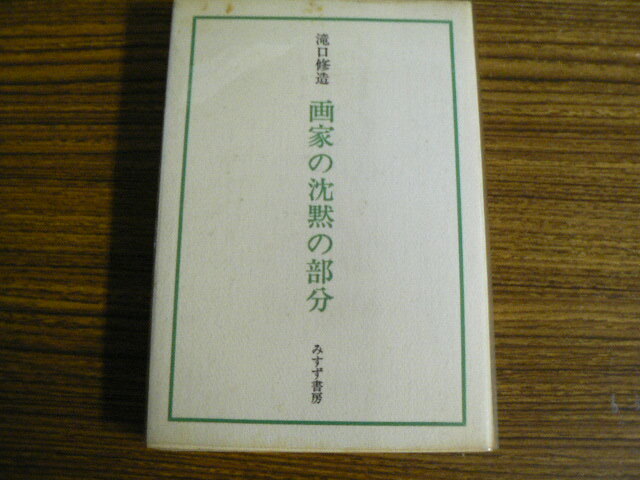 滝口修造
画家の沈黙の部分
みすず書房